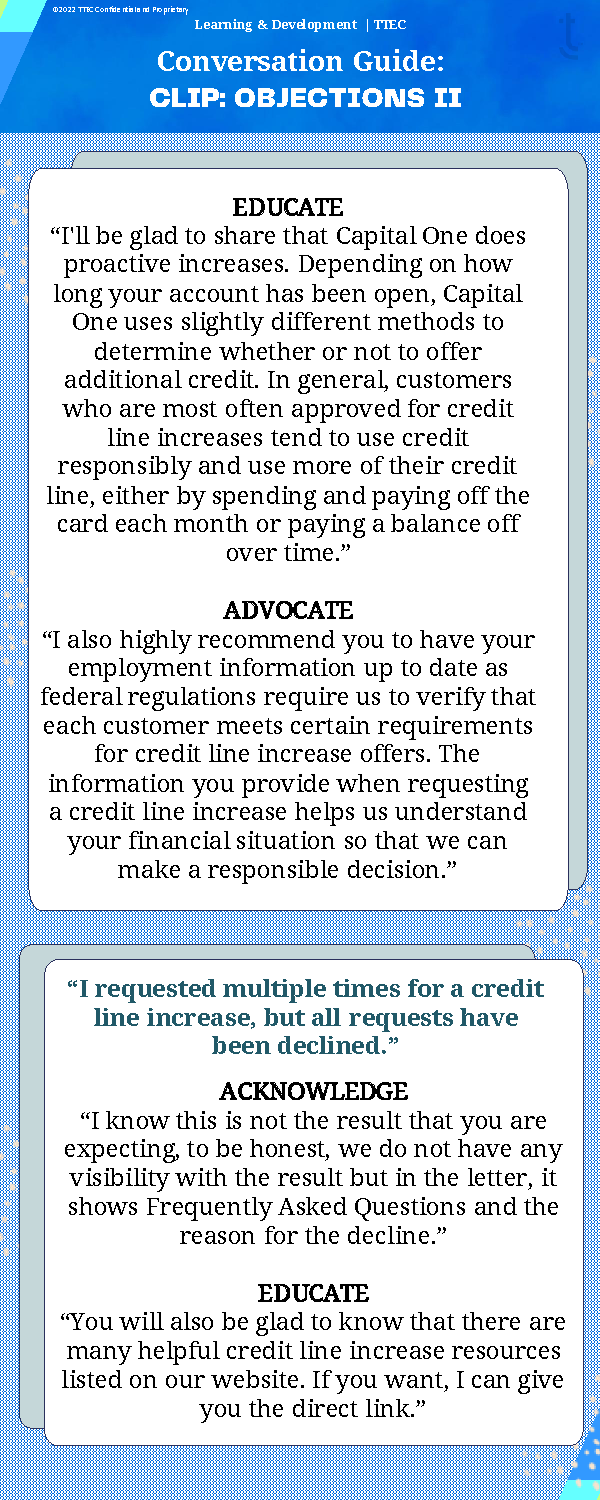 ©2022 TTEC Confidential and Proprietary
Learning & Development | TTEC
Conversation Guide:
CLIP: OBJECTIONS II
EDUCATE
“I'll be glad to share that Capital One does
proactive increases. Depending on how
long your account has been open, Capital
One uses slightly different methods to
determine whether or not to offer
additional credit. In general, customers
who are most often approved for credit
line increases tend to use credit
responsibly and use more of their credit
line, either by spending and paying off the
card each month or paying a balance off
over time.”
ADVOCATE
“I also highly recommend you to have your
employment information up to date as
federal regulations require us to verify that
each customer meets certain requirements
for credit line increase offers. The
information you provide when requesting
a credit line increase helps us understand
your financial situation so that we can
make a responsible decision.”
“I requested multiple times for a credit
line increase, but all requests have
been declined.”
ACKNOWLEDGE
“I know this is not the result that you are
expecting, to be honest, we do not have any
visibility with the result but in the letter, it
shows Frequently Asked Questions and the
reason for the decline.”
EDUCATE
“You will also be glad to know that there are
many helpful credit line increase resources
listed on our website. If you want, I can give
you the direct link.”